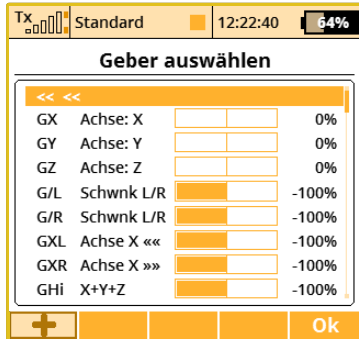 Tx Standard 12:22:40 64%
Geber auswählen
<< <<
GX Achse: X 0%
GY Achse: Y 0%
GZ Achse: Z 0%
G/L Schwnk L/R -100%
G/R Schwnk L/R -100%
GXL Achse X «« -100%
GXR Achse X »» -100%
GHi X+Y+Z -100%
Ok